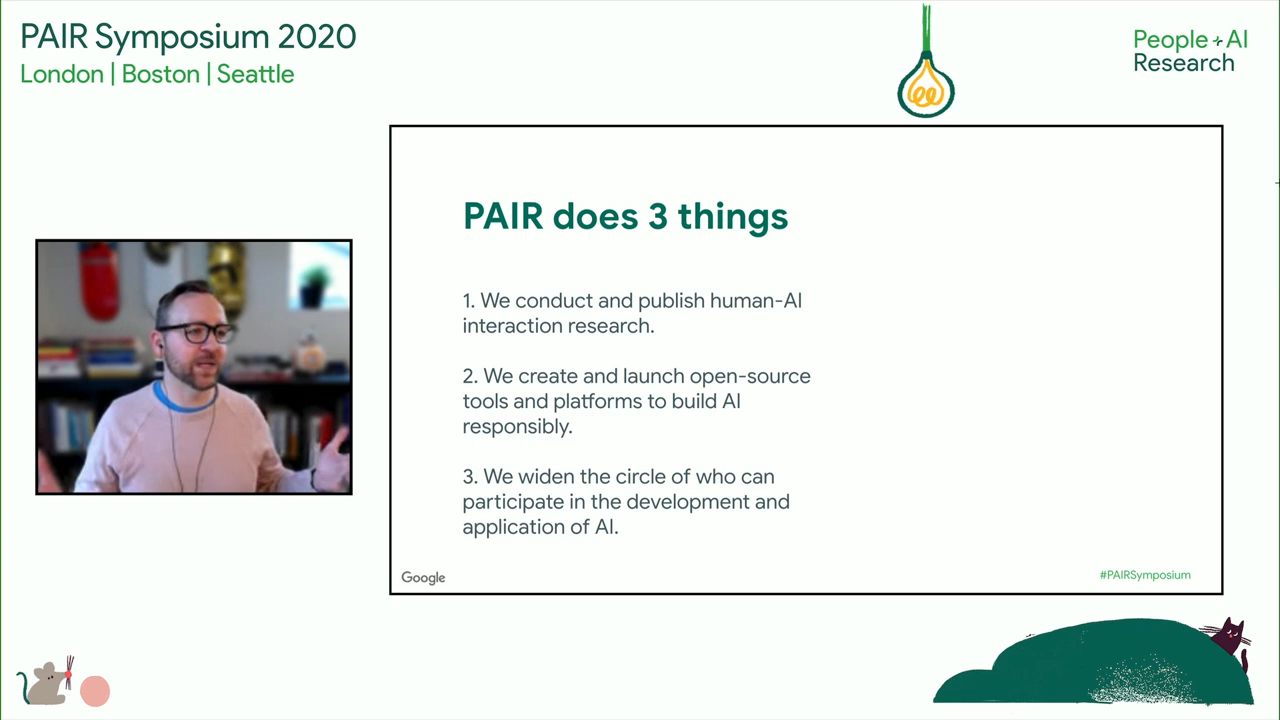 PAIR Symposium 2020
London | Boston | Seattle
People + AI
Research
PAIR does 3 things
1. We conduct and publish human-AI
interaction research.
2. We create and launch open-source
tools and platforms to build AI
responsibly.
3. We widen the circle of who can
participate in the development and
application of AI.
Google
#PAIRSymposium